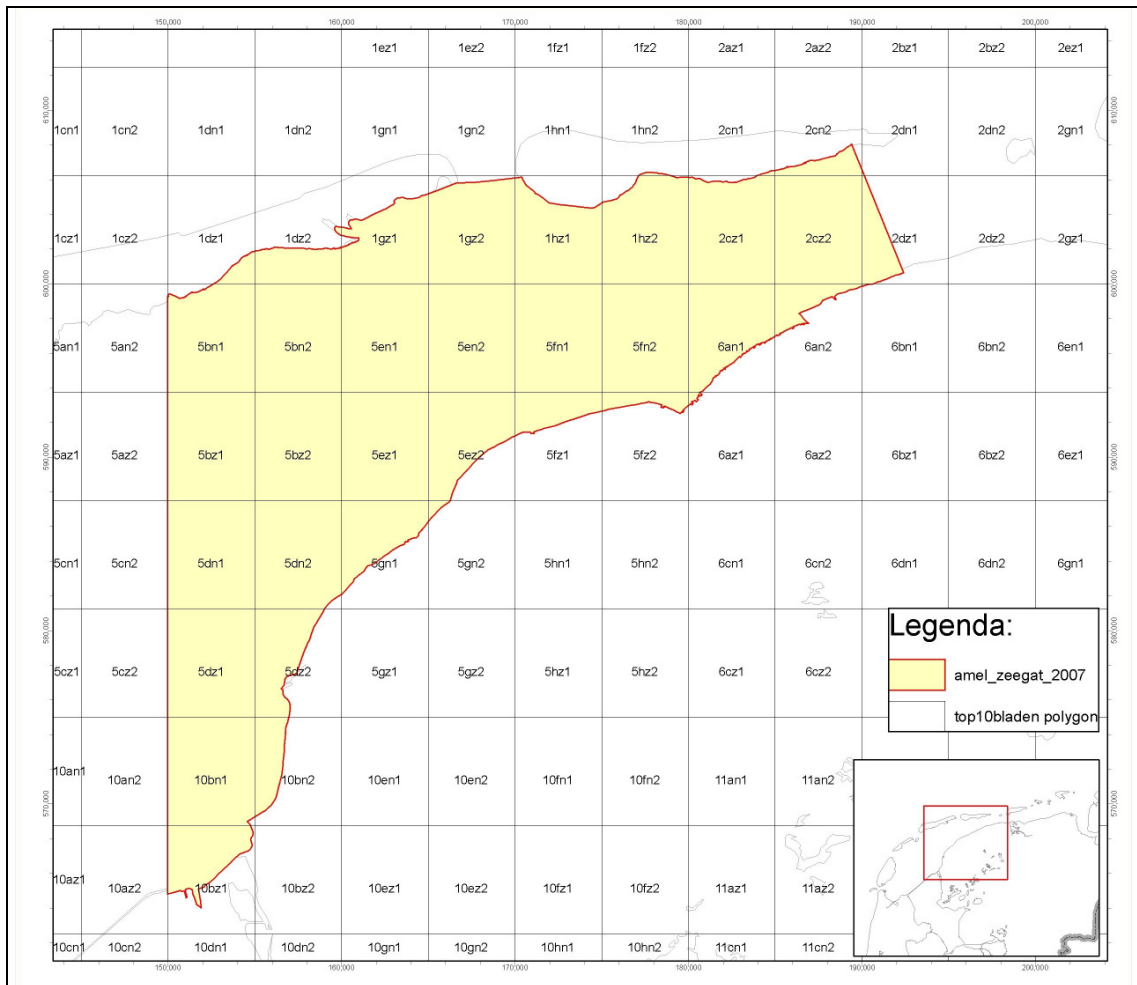 150,000 160,000 170,000 180,000 190,000 200,000
1ez1 1ez2 1fz1 1fz2 2az1 2az2 2bz1 2bz2 2ez1
610,000 610,000
1cn1 1cn2 1dn1 1dn2 1gn1 1gn2 1hn1 1hn2 2cn1 2cn2 2dn1 2dn2 2gn1
1cz1 1cz2 1dz1 1dz2 1gz1 1gz2 1hz1 1hz2 2cz1 2cz2 2dz1 2dz2 2gz1
600,000 600,000
5an1 5an2 5bn1 5bn2 5en1 5en2 5fn1 5fn2 6an1 6an2 6bn1 6bn2 6en1
5az1 5az2 5bz1 5bz2 5ez1 5ez2 5fz1 5fz2 6az1 6az2 6bz1 6bz2 6ez1
590,000 590,000
5cn1 5cn2 5dn1 5dn2 5gn1 5gn2 5hn1 5hn2 6cn1 6cn2 6dn1 6dn2 6gn1
580,000 580,000
5cz1 5cz2 5dz1 5dz2 5gz1 5gz2 5hz1 5hz2 6cz1 6cz2
Legenda:
amel_zeegat_2007
top10bladen polygon
10an1 10an2 10bn1 10bn2 10en1 10en2 10fn1 10fn2 11an1 11an2
570,000 570,000
10az1 10az2 10bz1 10bz2 10ez1 10ez2 10fz1 10fz2 11az1 11az2
10cn1 10cn2 10dn1 10dn2 10gn1 10gn2 10hn1 10hn2 11cn1 11cn2
150,000 160,000 170,000 180,000 190,000 200,000